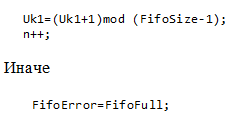 Uk1=(Uk1+1)mod (FifoSize-1);
n++;
Иначе
FifoError=FifoFull;